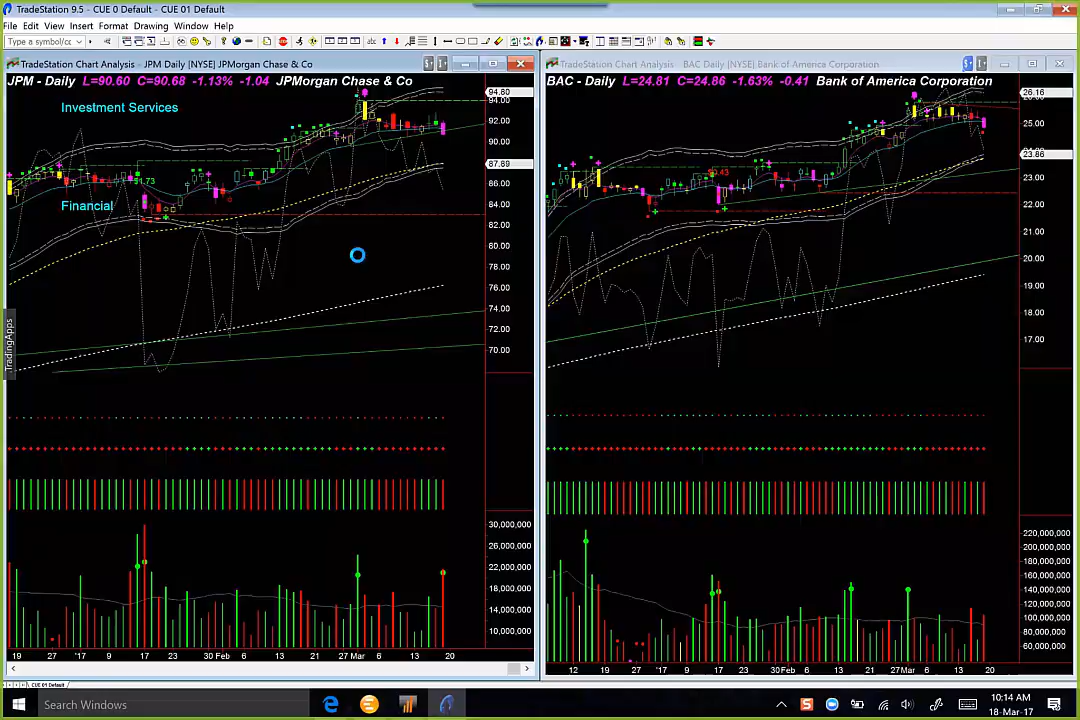 TradeStation 9.5 - CUE 0 Default - CUE 01 Default
File Edit View Insert Format Drawing Window Help
Type a symbol/co
TradeStation Chart Analysis - JPM Daily [NYSE] JPMorgan Chase & Co
TradeStation Chart Analysis - BAC Daily [NYSE] Bank of America Corporation
JPM - Daily L=90.60 C=90.68 -1.13% -1.04 JPMorgan Chase & Co
BAC - Daily L=24.81 C=24.86 -1.63% -0.41 Bank of America Corporation
Investment Services
Financial
94.80
94.00
92.00
90.00
87.89
86.00
84.00
82.00
80.00
78.00
76.00
74.00
72.00
70.00
30,000,000
26,000,000
22,000,000
18,000,000
14,000,000
10,000,000
19 27 '17 9 17 23 30 Feb 6 13 21 27 Mar 6 13 20
26.16
25.00
23.86
23.00
22.00
21.00
20.00
19.00
18.00
17.00
220,000,000
200,000,000
180,000,000
160,000,000
140,000,000
120,000,000
100,000,000
80,000,000
60,000,000
12 19 27 '17 9 17 23 30 Feb 6 13 21 27 Mar 6 13 20
TradingApps
CUE 01 Default
Search Windows
10:14 AM
18-Mar-17